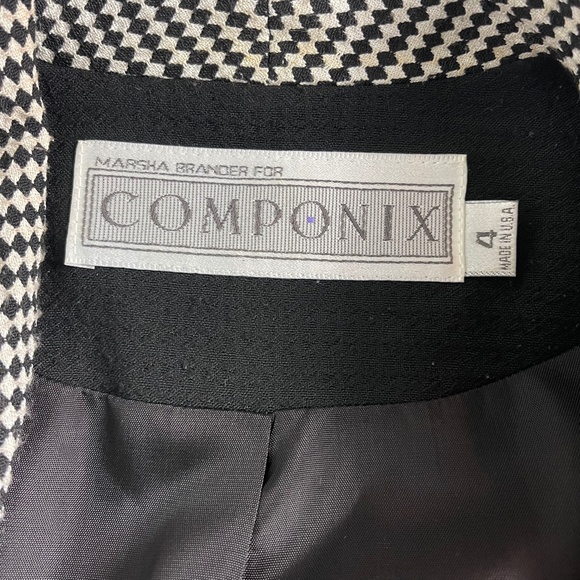 MARSHA BRANDER FOR
COMPONIX
4
MADE IN U.S.A.